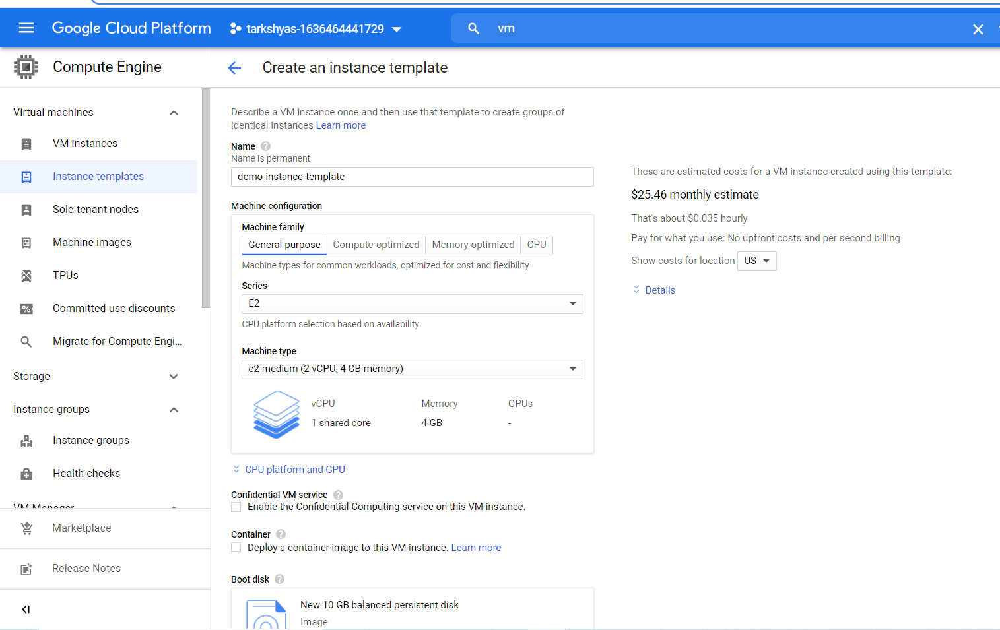 Google Cloud Platform
tarkshyas-1636464441729
vm
Compute Engine
Create an instance template
Virtual machines
VM instances
Instance templates
Sole-tenant nodes
Machine images
TPUs
Committed use discounts
Migrate for Compute Engi...
Storage
Instance groups
Instance groups
Health checks
VM Manager
Marketplace
Release Notes
Describe a VM instance once and then use that template to create groups of
identical instances Learn more
Name
Name is permanent
demo-instance-template
Machine configuration
Machine family
General-purpose
Compute-optimized
Memory-optimized
GPU
Machine types for common workloads, optimized for cost and flexibility
Series
E2
CPU platform selection based on availability
Machine type
e2-medium (2 vCPU, 4 GB memory)
vCPU
Memory
GPUs
1 shared core
4 GB
-
CPU platform and GPU
Confidential VM service
Enable the Confidential Computing service on this VM instance.
Container
Deploy a container image to this VM instance. Learn more
Boot disk
New 10 GB balanced persistent disk
Image
These are estimated costs for a VM instance created using this template:
$25.46 monthly estimate
That's about $0.035 hourly
Pay for what you use: No upfront costs and per second billing
Show costs for location US
Details